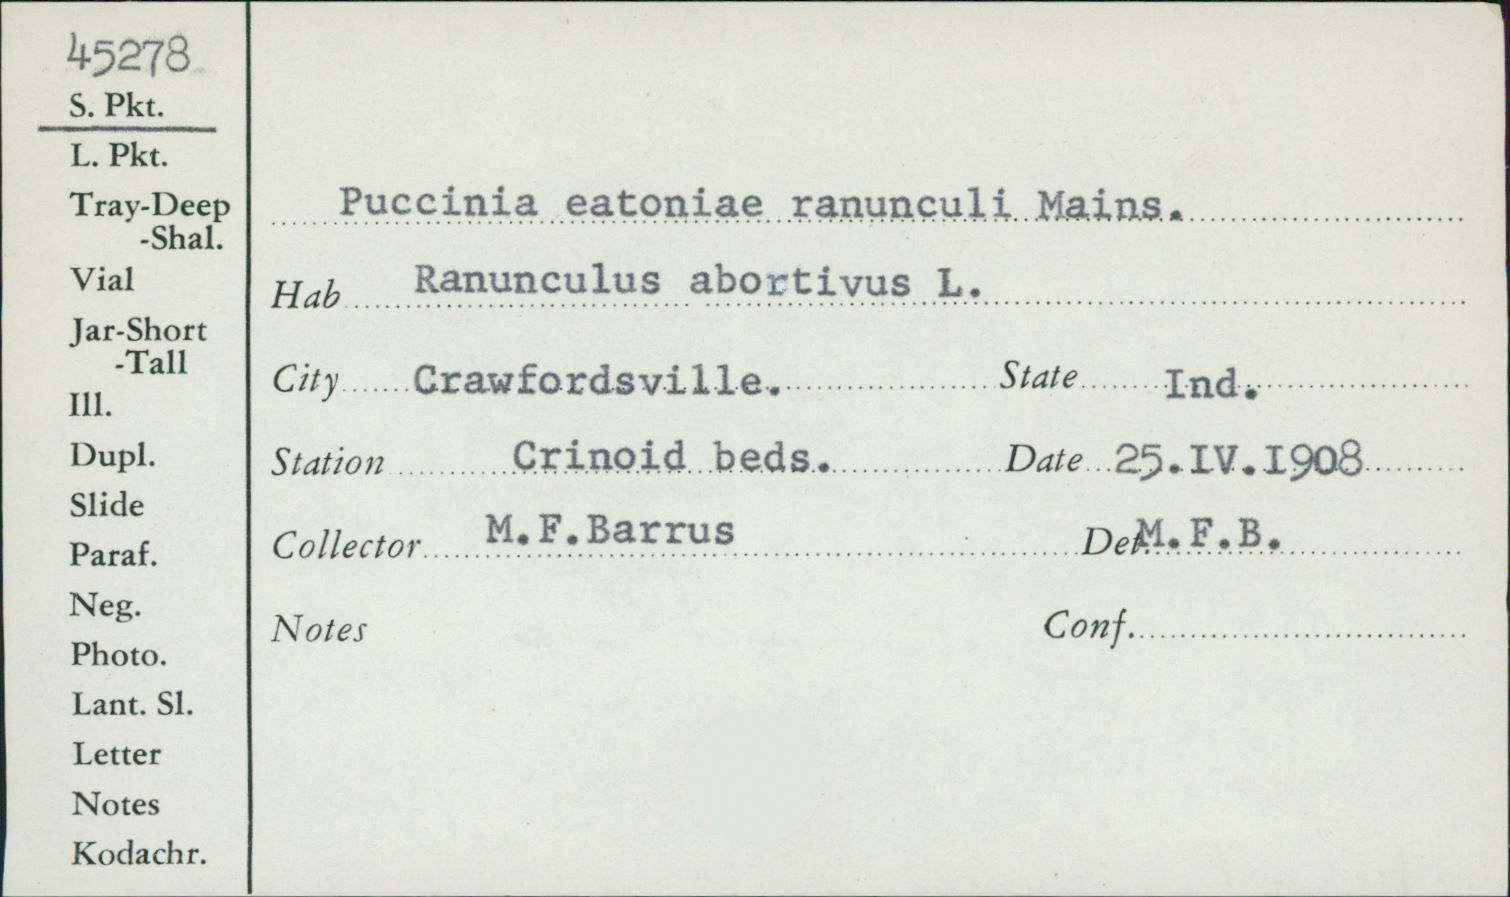 45278
S. Pkt.
L. Pkt.
Tray-Deep
-Shal.
Vial
Jar-Short
-Tall
Ill.
Dupl.
Slide
Paraf.
Neg.
Photo.
Lant. Sl.
Letter
Notes
Kodachr.
Puccinia eatoniae ranunculi Mains.
Hab Ranunculus abortivus L.
City Crawfordsville. State Ind.
Station Crinoid beds. Date 25.IV.I908
Collector M.F.Barrus Det. M.F.B.
Notes Conf.